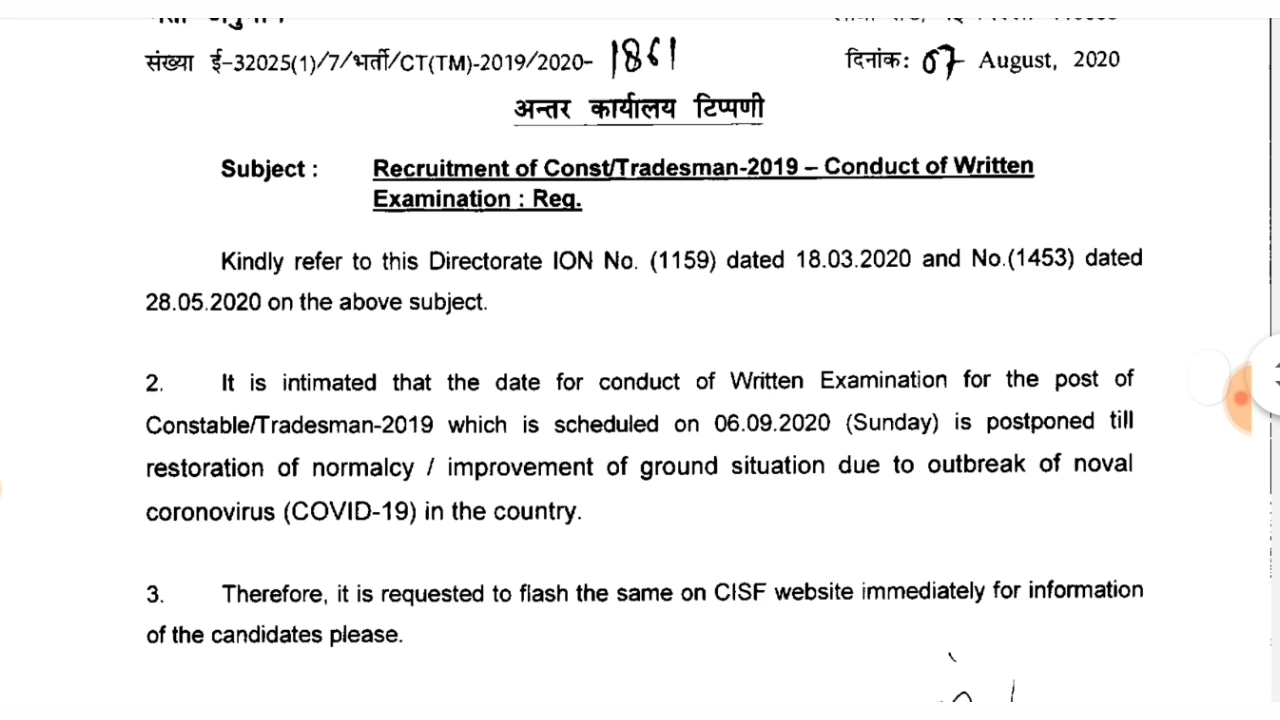 संख्या ई-32025(1)/7/भर्ती/CT(TM)-2019/2020- 1861 दिनांक: 07 August, 2020
अन्तर कार्यालय टिप्पणी
Subject : Recruitment of Const/Tradesman-2019 – Conduct of Written
Examination : Reg.
Kindly refer to this Directorate ION No. (1159) dated 18.03.2020 and No.(1453) dated
28.05.2020 on the above subject.
2. It is intimated that the date for conduct of Written Examination for the post of
Constable/Tradesman-2019 which is scheduled on 06.09.2020 (Sunday) is postponed till
restoration of normalcy / improvement of ground situation due to outbreak of noval
coronovirus (COVID-19) in the country.
3. Therefore, it is requested to flash the same on CISF website immediately for information
of the candidates please.